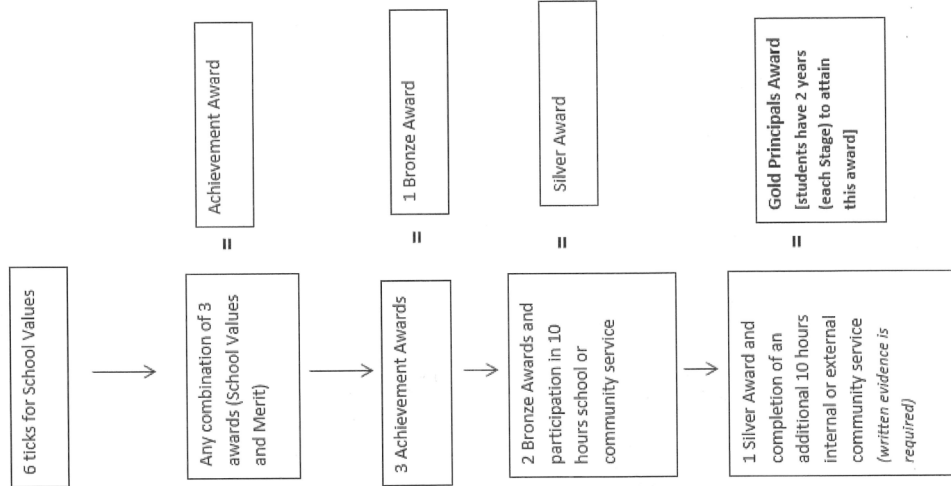 6 ticks for School Values
Any combination of 3
awards (School Values
and Merit)
=
Achievement Award
3 Achievement Awards
=
1 Bronze Award
2 Bronze Awards and
participation in 10
hours school or
community service
=
Silver Award
1 Silver Award and
completion of an
additional 10 hours
internal or external
community service
(written evidence is
required)
=
Gold Principals Award
[students have 2 years
(each Stage) to attain
this award]